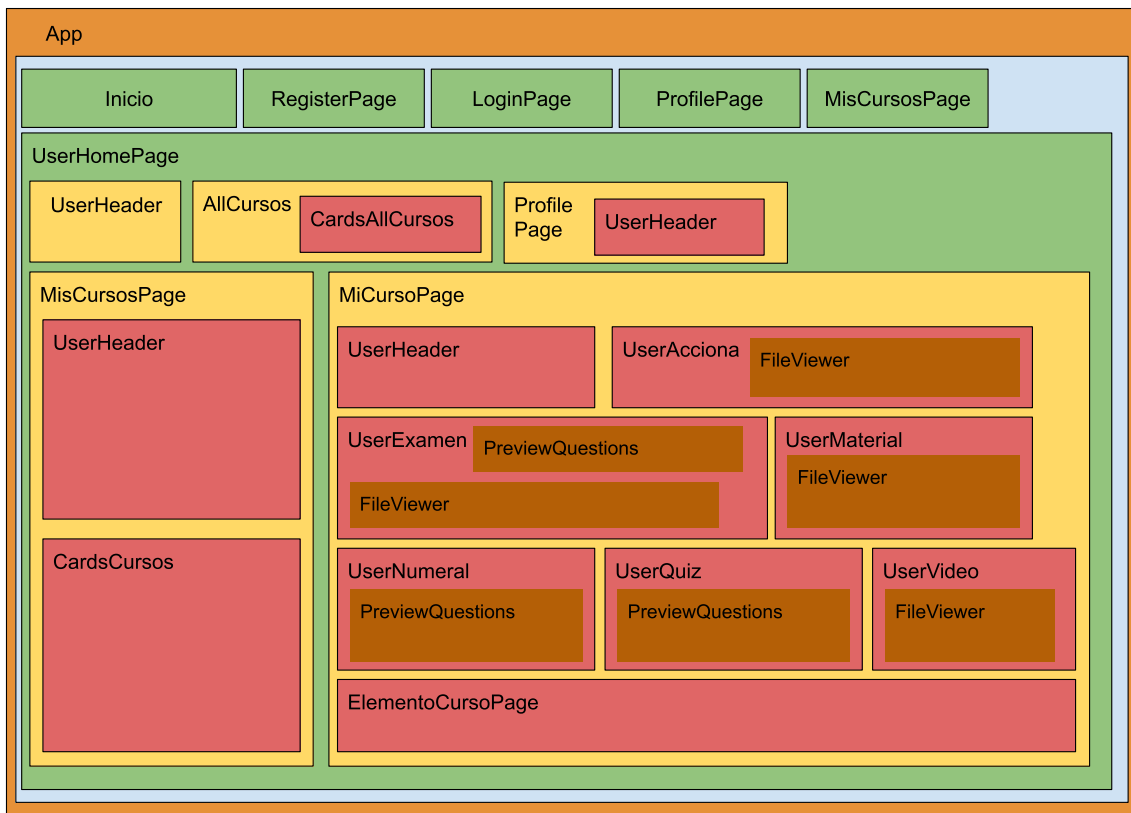 App
Inicio
RegisterPage
LoginPage
ProfilePage
MisCursosPage
UserHomePage
UserHeader
AllCursos
CardsAllCursos
Profile
Page
UserHeader
MisCursosPage
UserHeader
CardsCursos
MiCursoPage
UserHeader
UserAcciona
FileViewer
UserExamen
PreviewQuestions
FileViewer
UserMaterial
FileViewer
UserNumeral
PreviewQuestions
UserQuiz
PreviewQuestions
UserVideo
FileViewer
ElementoCursoPage